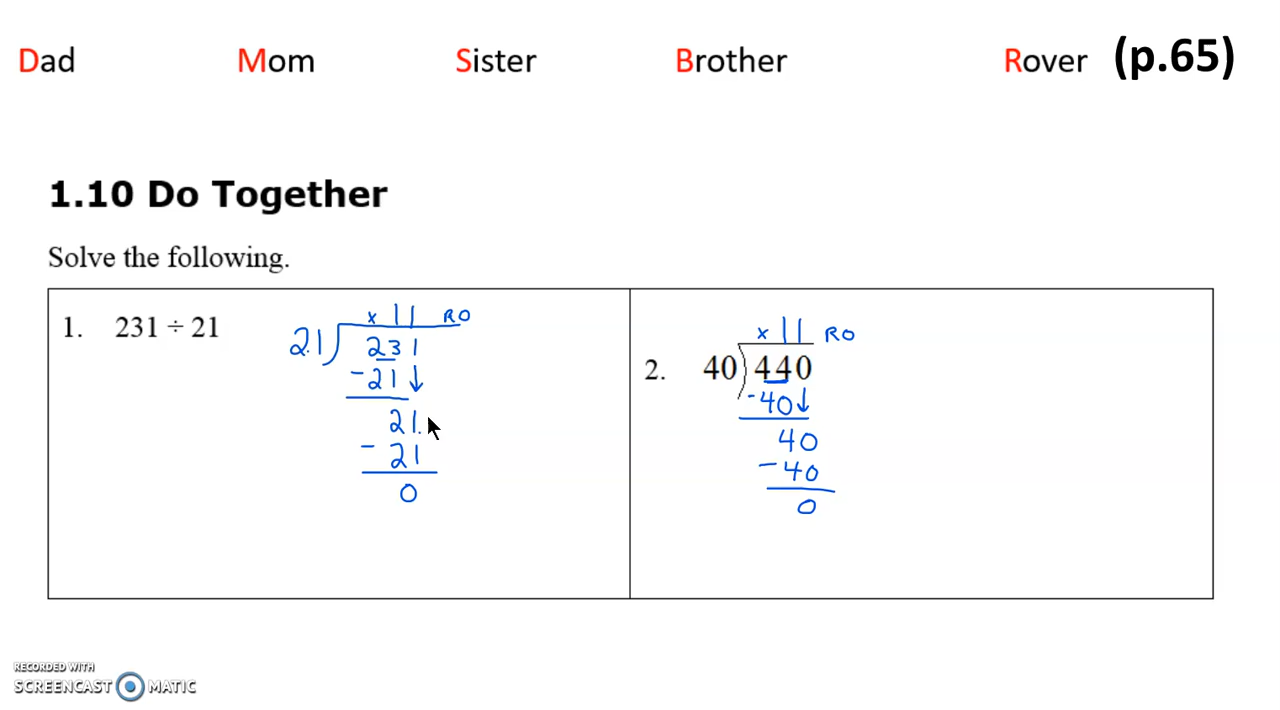 Dad Mom Sister Brother Rover (p.65)
1.10 Do Together
Solve the following.
1. 231 ÷ 21
x 11 R0
21 231
-21↓
21.
- 21
0
x 11 R0
2. 40)440
-40↓
40
-40
0
RECORDED WITH
SCREENCAST MATIC